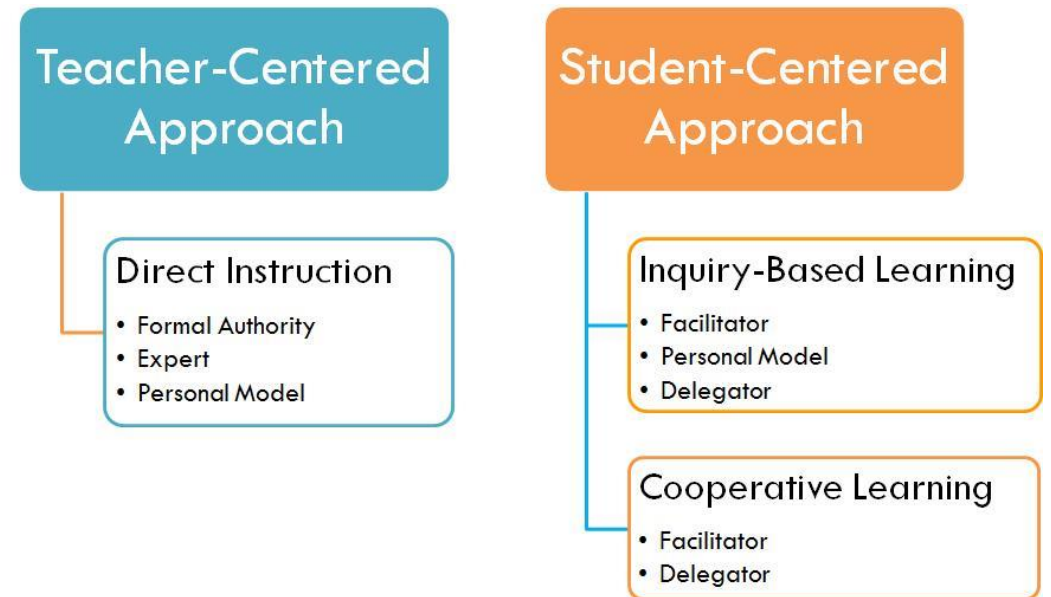 Teacher-Centered
Approach
Direct Instruction
• Formal Authority
• Expert
• Personal Model
Student-Centered
Approach
Inquiry-Based Learning
• Facilitator
• Personal Model
• Delegator
Cooperative Learning
• Facilitator
• Delegator